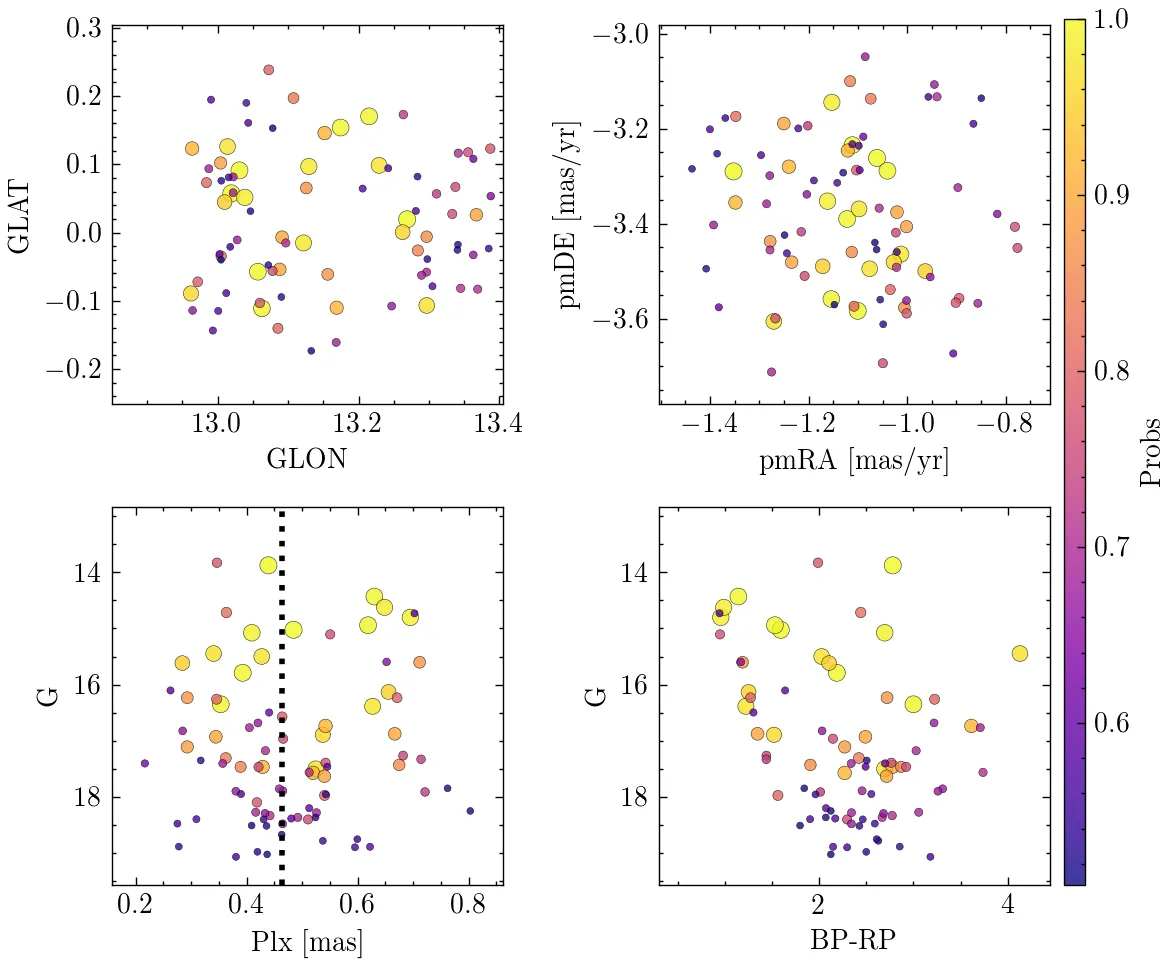 0.3
0.2
0.1
0.0
−0.1
−0.2
GLAT
13.0 13.2 13.4
GLON
−3.0
−3.2
−3.4
−3.6
pmDE [mas/yr]
−1.4 −1.2 −1.0 −0.8
pmRA [mas/yr]
14
16
18
G
0.2 0.4 0.6 0.8
Plx [mas]
14
16
18
G
2 4
BP-RP
1.0
0.9
0.8
0.7
0.6
Probs